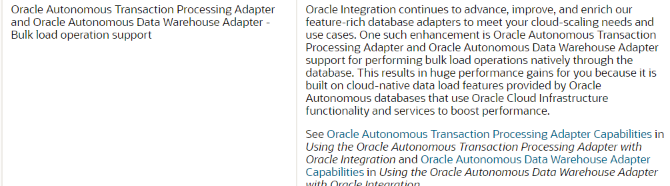 Oracle Autonomous Transaction Processing Adapter
and Oracle Autonomous Data Warehouse Adapter -
Bulk load operation support
Oracle Integration continues to advance, improve, and enrich our
feature-rich database adapters to meet your cloud-scaling needs and
use cases. One such enhancement is Oracle Autonomous Transaction
Processing Adapter and Oracle Autonomous Data Warehouse Adapter
support for performing bulk load operations natively through the
database. This results in huge performance gains for you because it is
built on cloud-native data load features provided by Oracle
Autonomous databases that use Oracle Cloud Infrastructure
functionality and services to boost performance.
See Oracle Autonomous Transaction Processing Adapter Capabilities in
Using the Oracle Autonomous Transaction Processing Adapter with
Oracle Integration and Oracle Autonomous Data Warehouse Adapter
Capabilities in Using the Oracle Autonomous Data Warehouse Adapter
with Oracle Integration